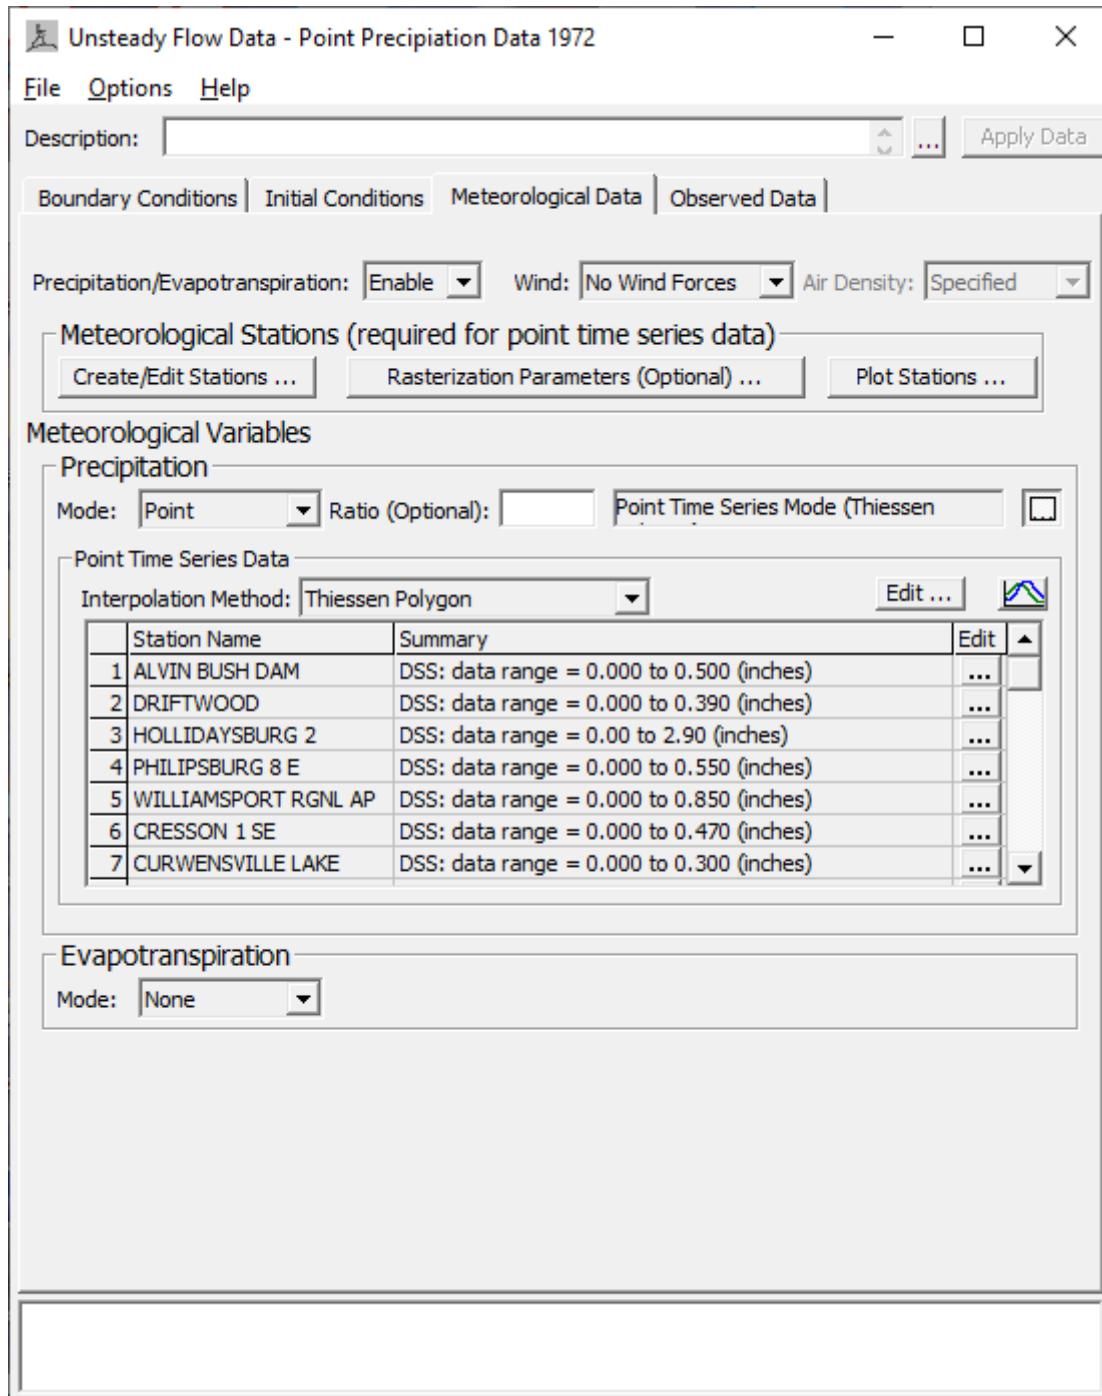 Unsteady Flow Data - Point Precipiation Data 1972
File Options Help
Description: ... Apply Data
Boundary Conditions Initial Conditions Meteorological Data Observed Data
Precipitation/Evapotranspiration: Enable Wind: No Wind Forces Air Density: Specified
Meteorological Stations (required for point time series data)
Create/Edit Stations ... Rasterization Parameters (Optional) ... Plot Stations ...
Meteorological Variables
Precipitation
Mode: Point Ratio (Optional): Point Time Series Mode (Thiessen ...
Point Time Series Data
Interpolation Method: Thiessen Polygon Edit ...
Station Name Summary Edit
1 ALVIN BUSH DAM DSS: data range = 0.000 to 0.500 (inches) ...
2 DRIFTWOOD DSS: data range = 0.000 to 0.390 (inches) ...
3 HOLLIDAYSBURG 2 DSS: data range = 0.00 to 2.90 (inches) ...
4 PHILIPSBURG 8 E DSS: data range = 0.000 to 0.550 (inches) ...
5 WILLIAMSPORT RGNL AP DSS: data range = 0.000 to 0.850 (inches) ...
6 CRESSON 1 SE DSS: data range = 0.000 to 0.470 (inches) ...
7 CURWENSVILLE LAKE DSS: data range = 0.000 to 0.300 (inches) ...
Evapotranspiration
Mode: None